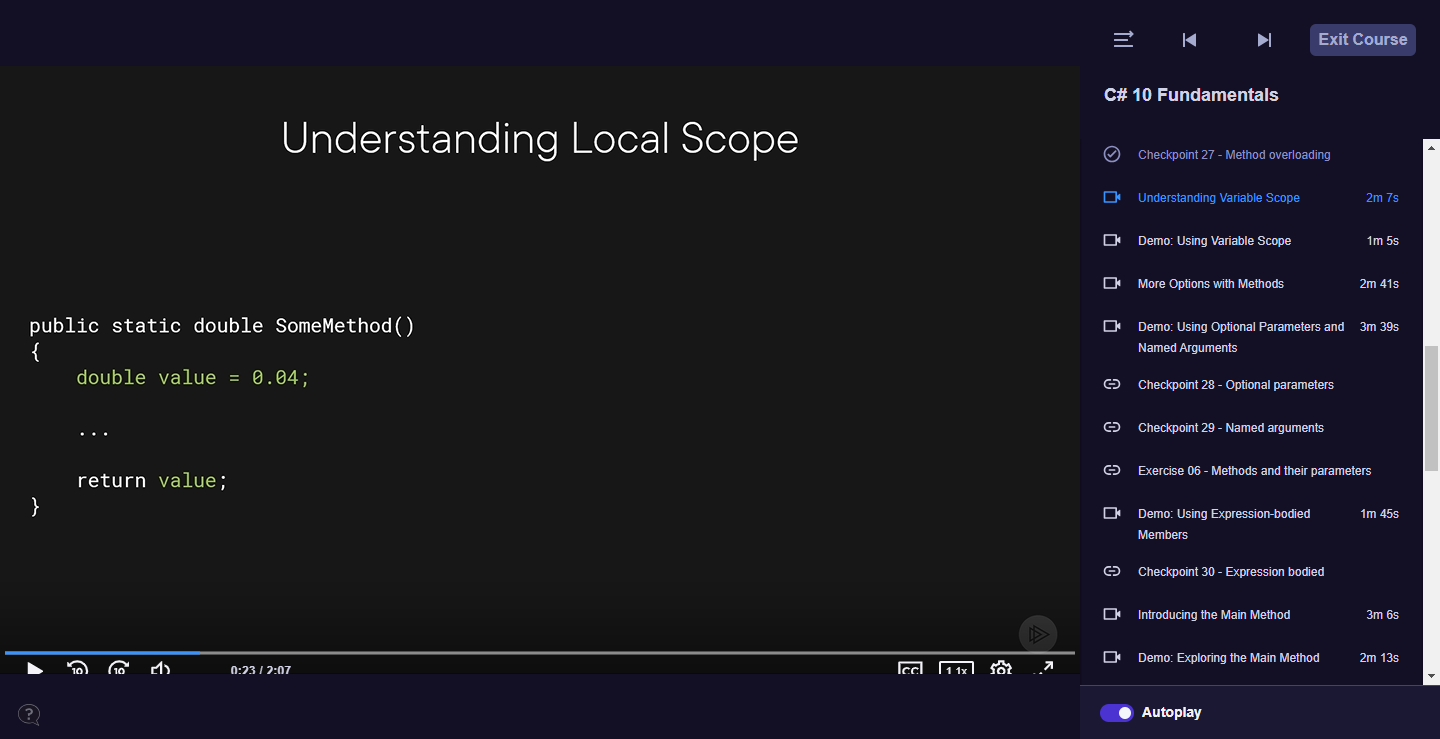 Exit Course
C# 10 Fundamentals
Understanding Local Scope
public static double SomeMethod()
{
double value = 0.04;
...
return value;
}
10
10
0:23 / 2:07
CC
1.1x
?
Checkpoint 27 - Method overloading
Understanding Variable Scope 2m 7s
Demo: Using Variable Scope 1m 5s
More Options with Methods 2m 41s
Demo: Using Optional Parameters and 3m 39s
Named Arguments
Checkpoint 28 - Optional parameters
Checkpoint 29 - Named arguments
Exercise 06 - Methods and their parameters
Demo: Using Expression-bodied 1m 45s
Members
Checkpoint 30 - Expression bodied
Introducing the Main Method 3m 6s
Demo: Exploring the Main Method 2m 13s
Autoplay